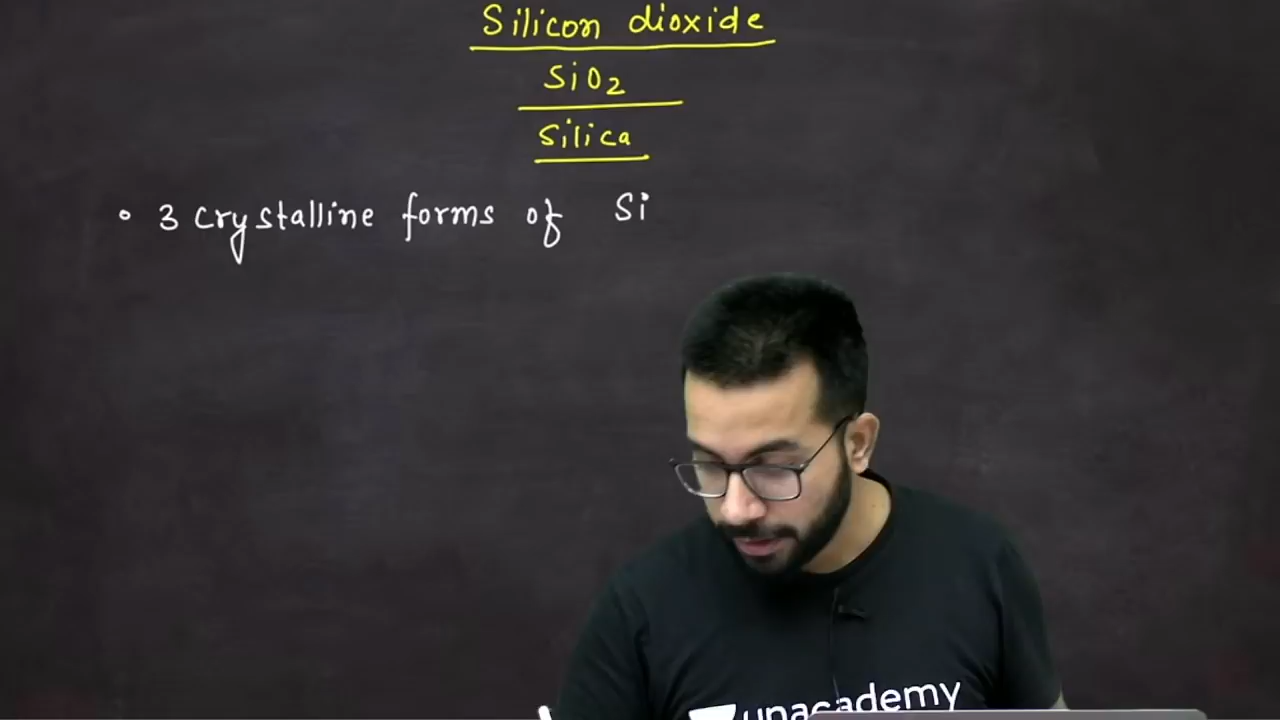 Silicon dioxide
SiO2
Silica
• 3 crystalline forms of Si
unacademy